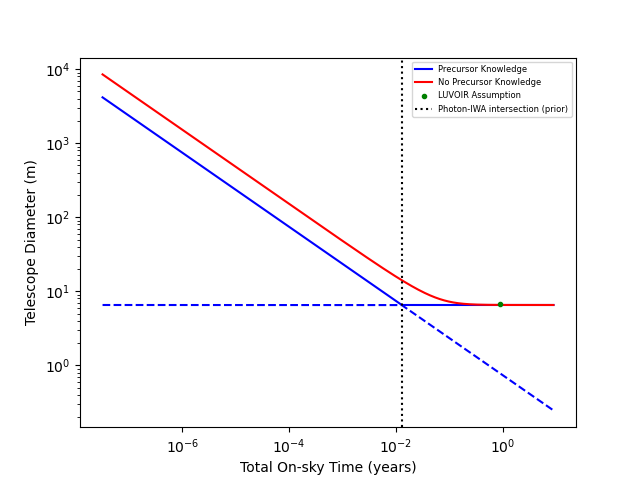 Precursor Knowledge
No Precursor Knowledge
LUVOIR Assumption
Photon-IWA intersection (prior)
Telescope Diameter (m)
10⁴
10³
10²
10¹
10⁰
10⁻⁶ 10⁻⁴ 10⁻² 10⁰
Total On-sky Time (years)